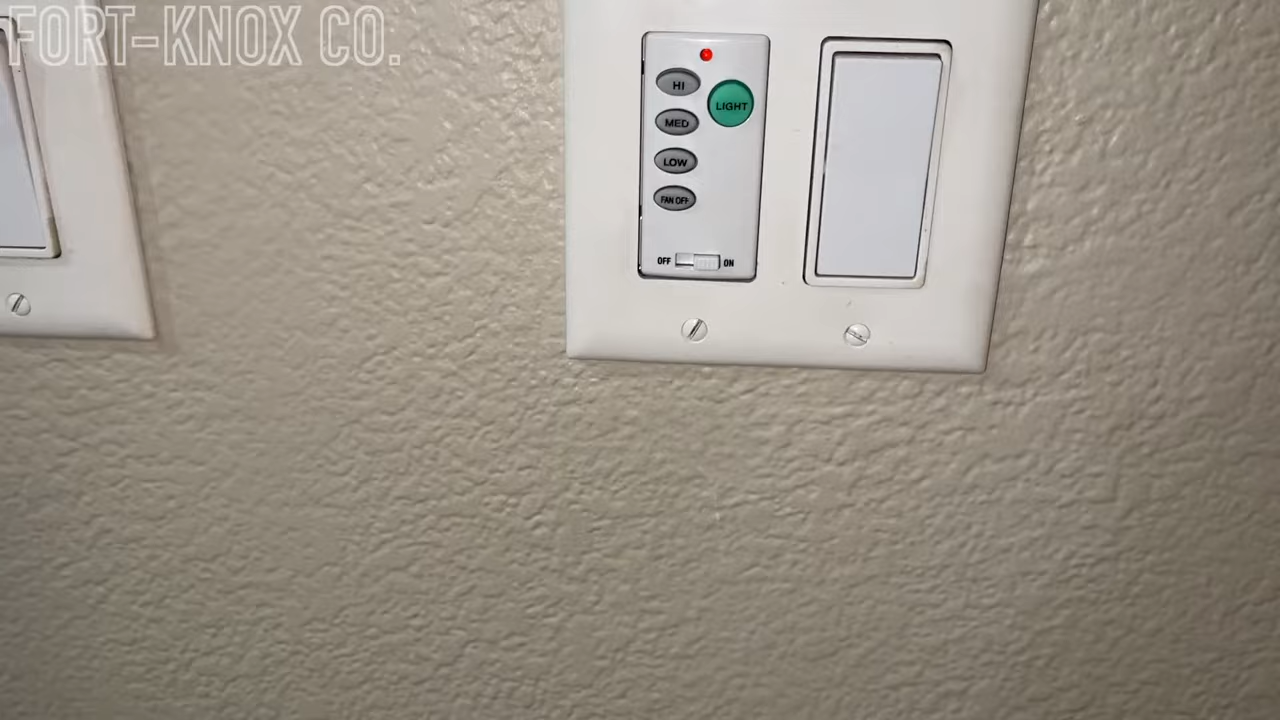 FORT-KNOX CO.
HI
LIGHT
MED
LOW
FAN OFF
OFF ON